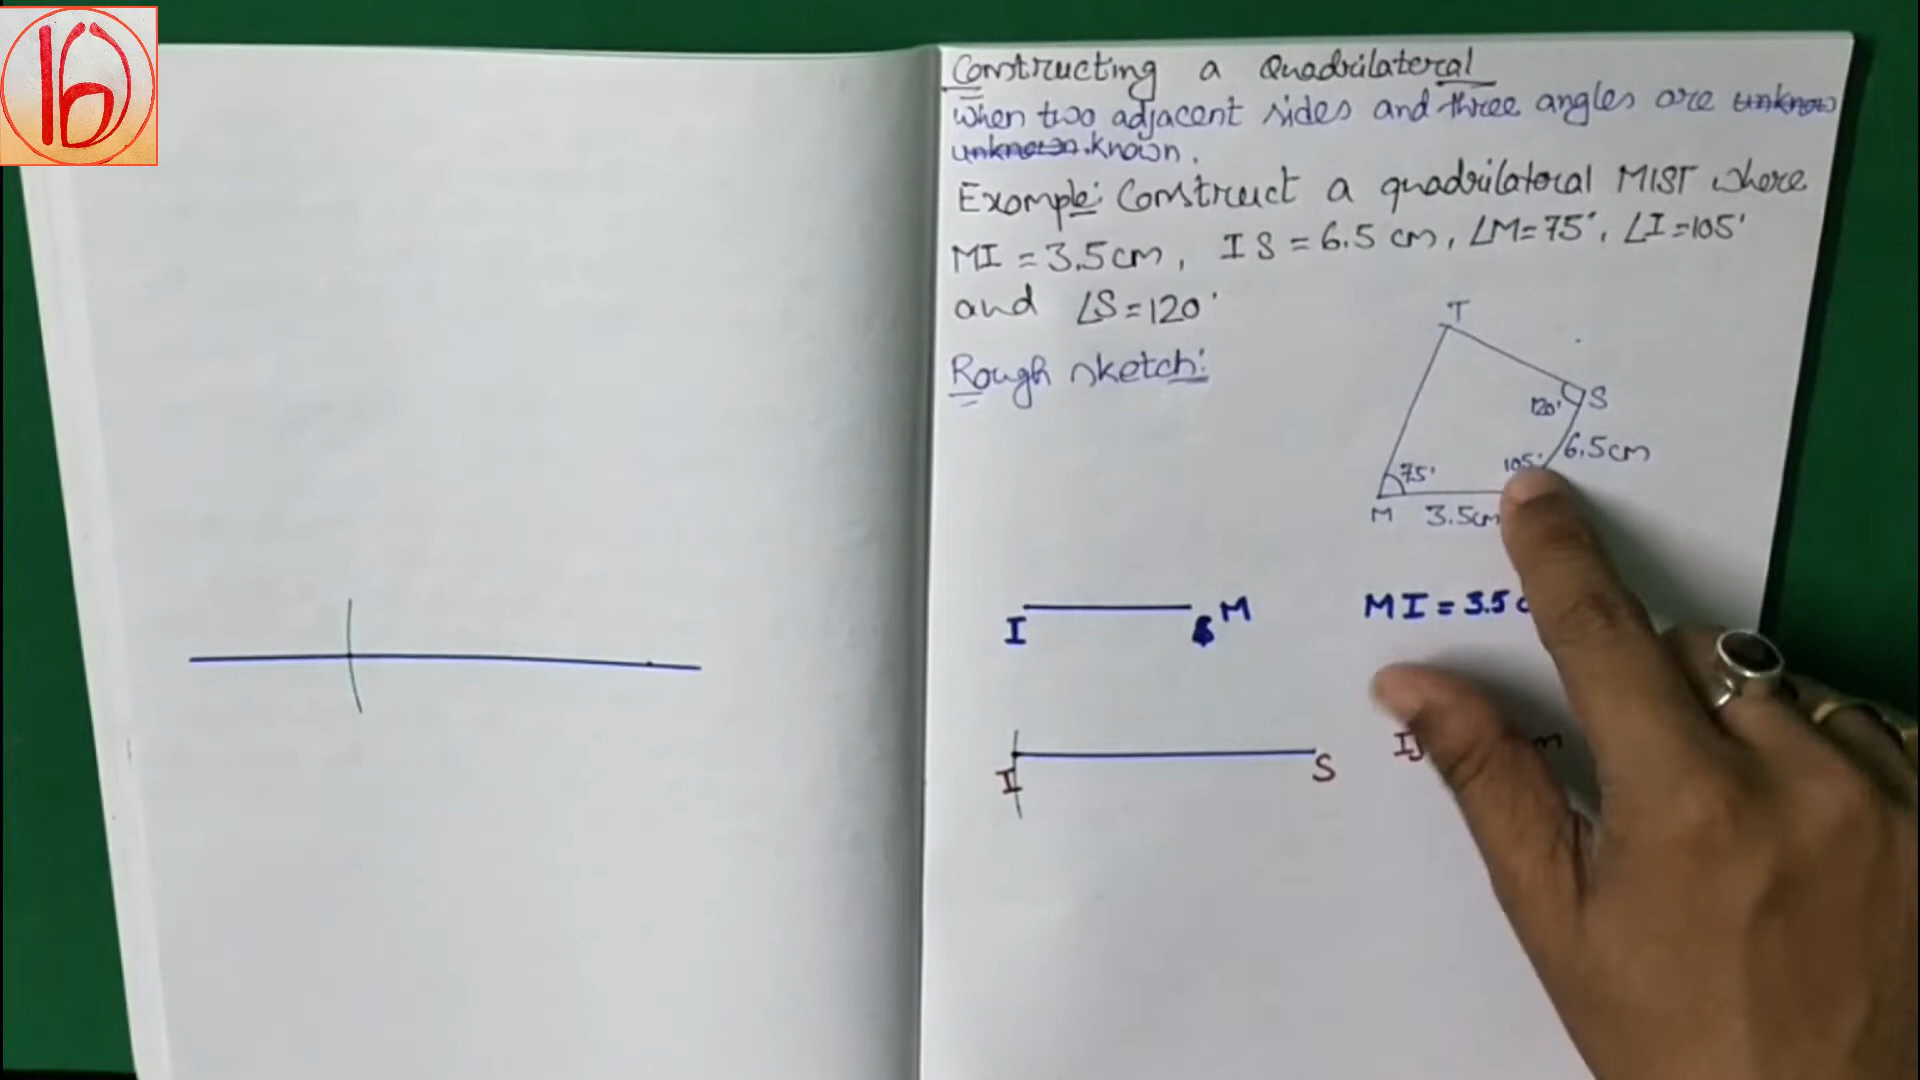 Constructing a Quadrilateral
When two adjacent sides and three angles are unknow
unknown.known.
Example: Construct a quadrilateral MIST where
MI = 3.5cm, IS = 6.5 cm, ∠M=75°, ∠I=105°
and ∠S=120°
Rough sketch:
T
120° S
6.5cm
105°
75°
M 3.5cm
I M
MI = 3.5
I S